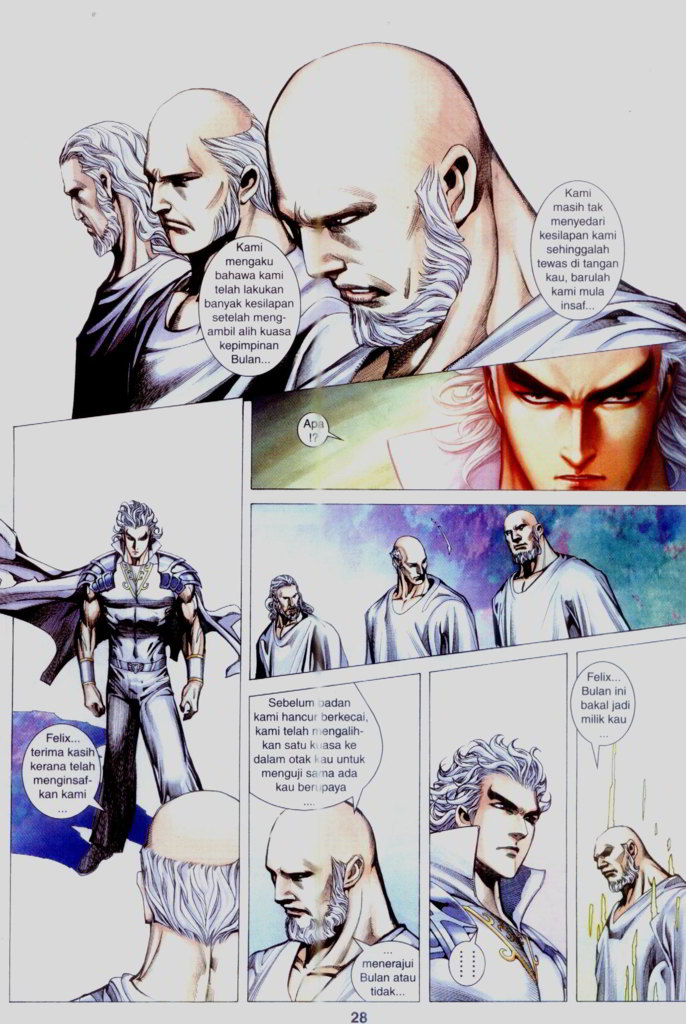 Kami
mengaku
bahawa kami
telah lakukan
banyak kesilapan
setelah meng-
ambil alih kuasa
kepimpinan
Bulan...
Kami
masih tak
menyedari
kesilapan kami
sehinggalah
tewas di tangan
kau, barulah
kami mula
insaf...
Apa
!?
Felix...
terima kasih
kerana telah
menginsaf-
kan kami
...
Sebelum badan
kami hancur berkecai,
kami telah mengalih-
kan satu kuasa ke
dalam otak kau untuk
menguji sama ada
kau berupaya
....
...
menerajui
Bulan atau
tidak...
......
......
Felix...
Bulan ini
bakal jadi
milik kau
...
28